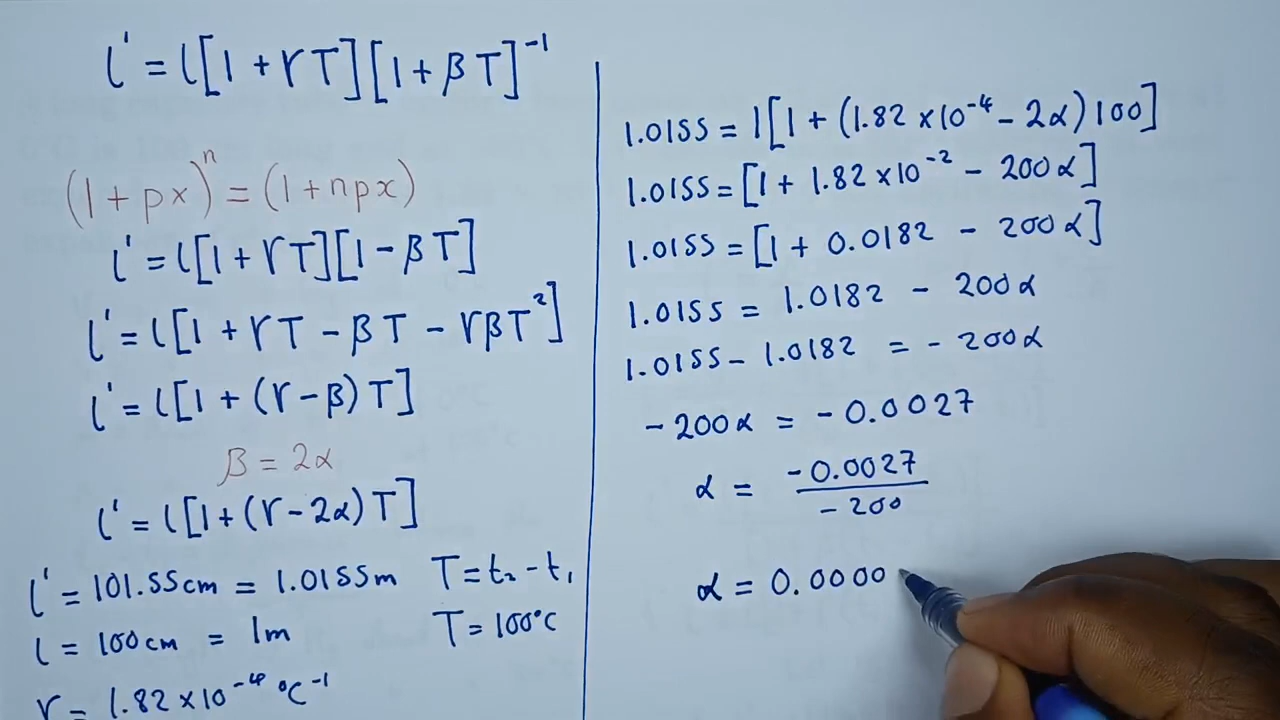 l' = l[1 + γT][1 + βT]⁻¹
(1 + px)ⁿ = (1 + npx)
l' = l[1 + γT][1 - βT]
l' = l[1 + γT - βT - γβT²]
l' = l[1 + (γ - β)T]
β = 2α
l' = l[1 + (γ - 2α)T]
l' = 101.55cm = 1.0155m T = t₂ - t₁
l = 100cm = 1m T = 100°C
γ = 1.82 × 10⁻⁴ °C⁻¹
1.0155 = 1[1 + (1.82 × 10⁻⁴ - 2α)100]
1.0155 = [1 + 1.82 × 10⁻² - 200α]
1.0155 = [1 + 0.0182 - 200α]
1.0155 = 1.0182 - 200α
1.0155 - 1.0182 = - 200α
- 200α = - 0.0027
α = -0.0027 / -200
α = 0.0000